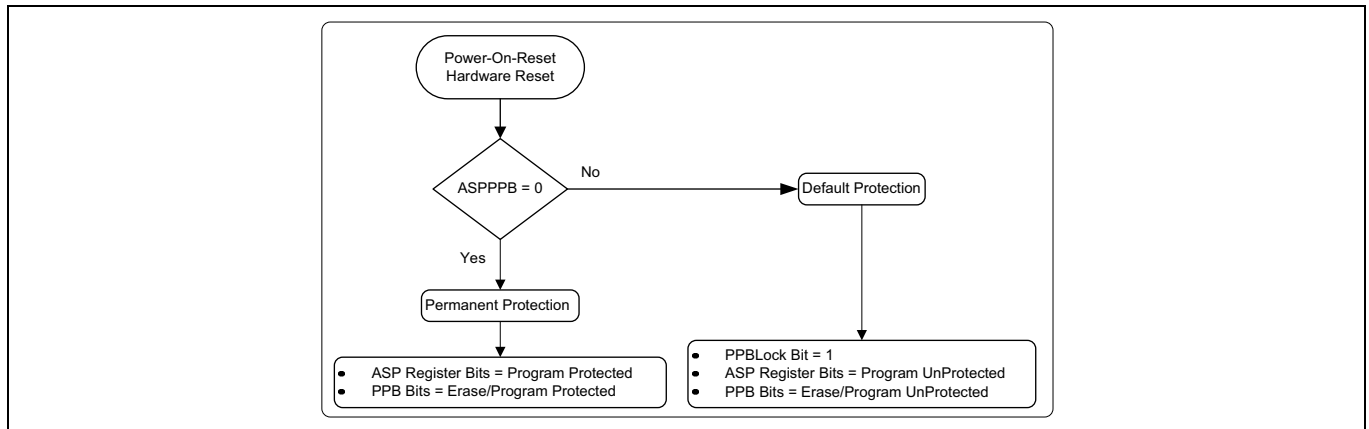 Power-On-Reset
Hardware Reset
ASPPPB = 0
No
Default Protection
Yes
Permanent Protection
• ASP Register Bits = Program Protected
• PPB Bits = Erase/Program Protected
• PPBLock Bit = 1
• ASP Register Bits = Program UnProtected
• PPB Bits = Erase/Program UnProtected